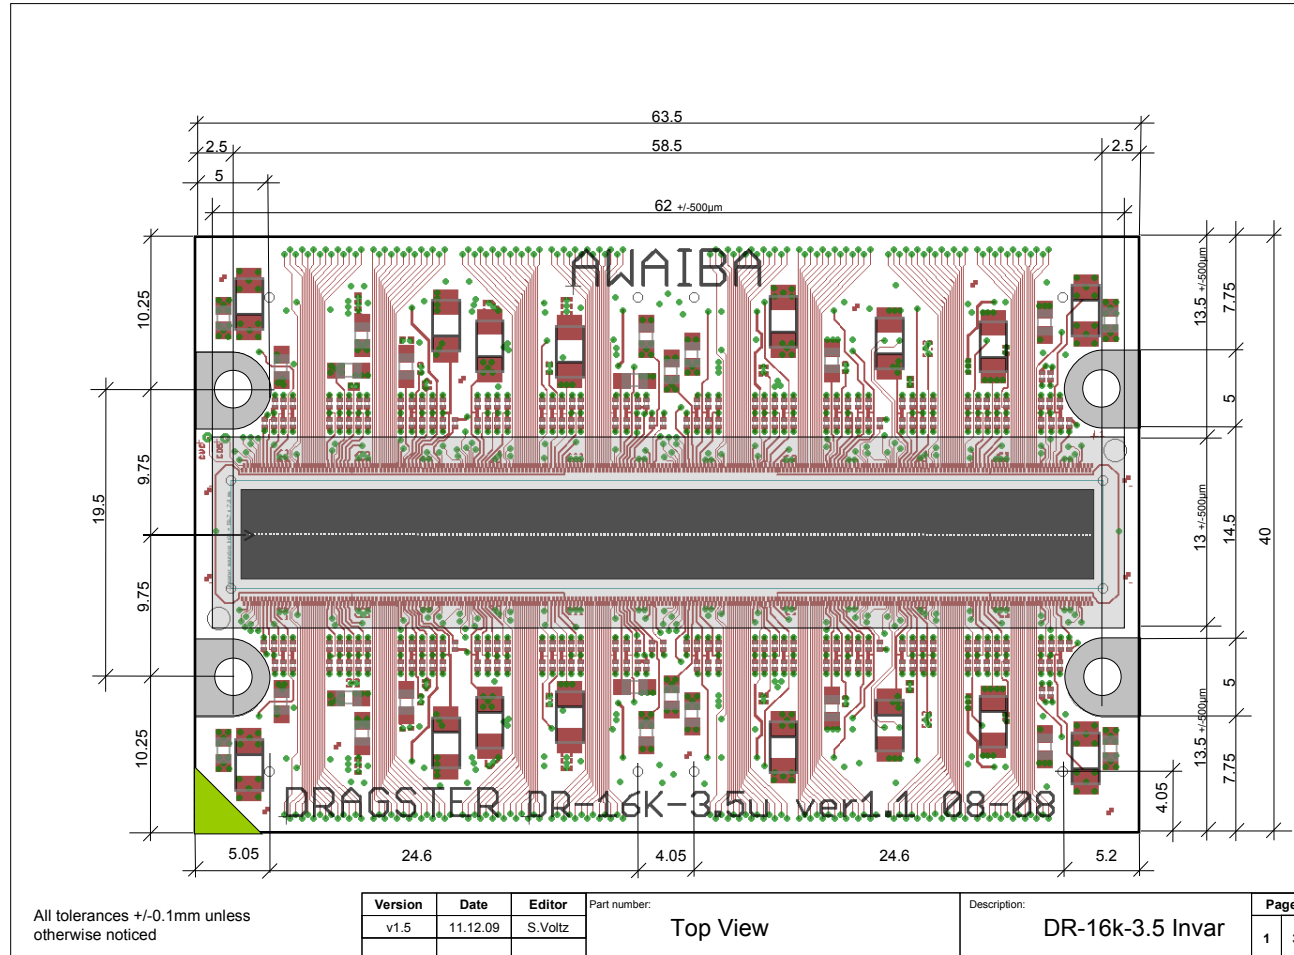 63.5
2.5
58.5
2.5
5
62 +/-500µm
AWAIBA
10.25
13.5 +/-500µm
7.75
5
9.75
19.5
13 +/-500µm
14.5
40
9.75
5
10.25
13.5 +/-500µm
7.75
4.05
DRAGSTER DR-16K-3.5u ver1.1 08-08
5.05
24.6
4.05
24.6
5.2
All tolerances +/-0.1mm unless
otherwise noticed
Version Date Editor
v1.5 11.12.09 S.Voltz
Part number:
Top View
Description:
DR-16k-3.5 Invar
Page
1